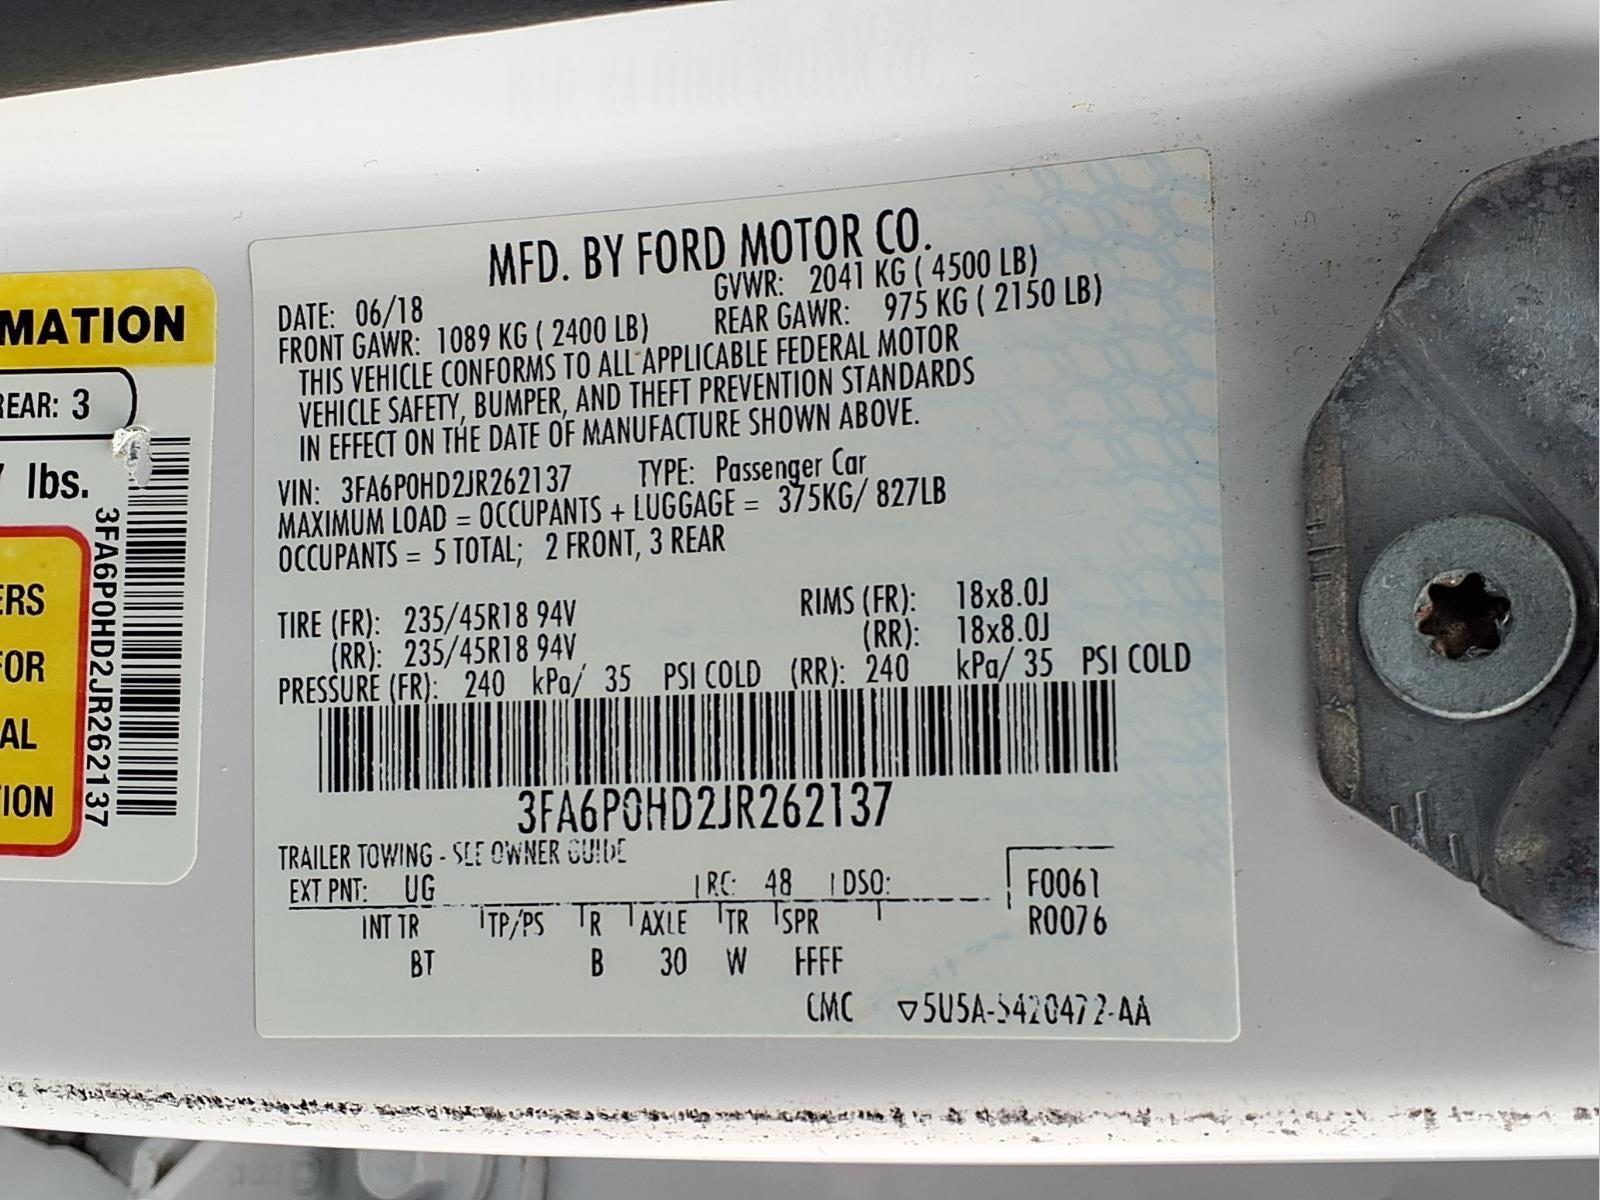 MATION
REAR: 3
lbs.
3FA6P0HD2JR262137
ERS
FOR
AL
ION
MFD. BY FORD MOTOR CO.
DATE: 06/18 GVWR: 2041 KG ( 4500 LB)
FRONT GAWR: 1089 KG ( 2400 LB) REAR GAWR: 975 KG ( 2150 LB)
THIS VEHICLE CONFORMS TO ALL APPLICABLE FEDERAL MOTOR
VEHICLE SAFETY, BUMPER, AND THEFT PREVENTION STANDARDS
IN EFFECT ON THE DATE OF MANUFACTURE SHOWN ABOVE.
VIN: 3FA6P0HD2JR262137 TYPE: Passenger Car
MAXIMUM LOAD = OCCUPANTS + LUGGAGE = 375KG/ 827LB
OCCUPANTS = 5 TOTAL; 2 FRONT, 3 REAR
TIRE (FR): 235/45R18 94V RIMS (FR): 18x8.0J
(RR): 235/45R18 94V (RR): 18x8.0J
PRESSURE (FR): 240 kPa/ 35 PSI COLD (RR): 240 kPa/ 35 PSI COLD
3FA6P0HD2JR262137
TRAILER TOWING - SEE OWNER GUIDE
EXT PNT: UG RC: 48 DSO: F0061
INT TR TP/PS R AXLE TR SPR R0076
BT B 30 W FFFF
CMC ▽5U5A-5420472-AA